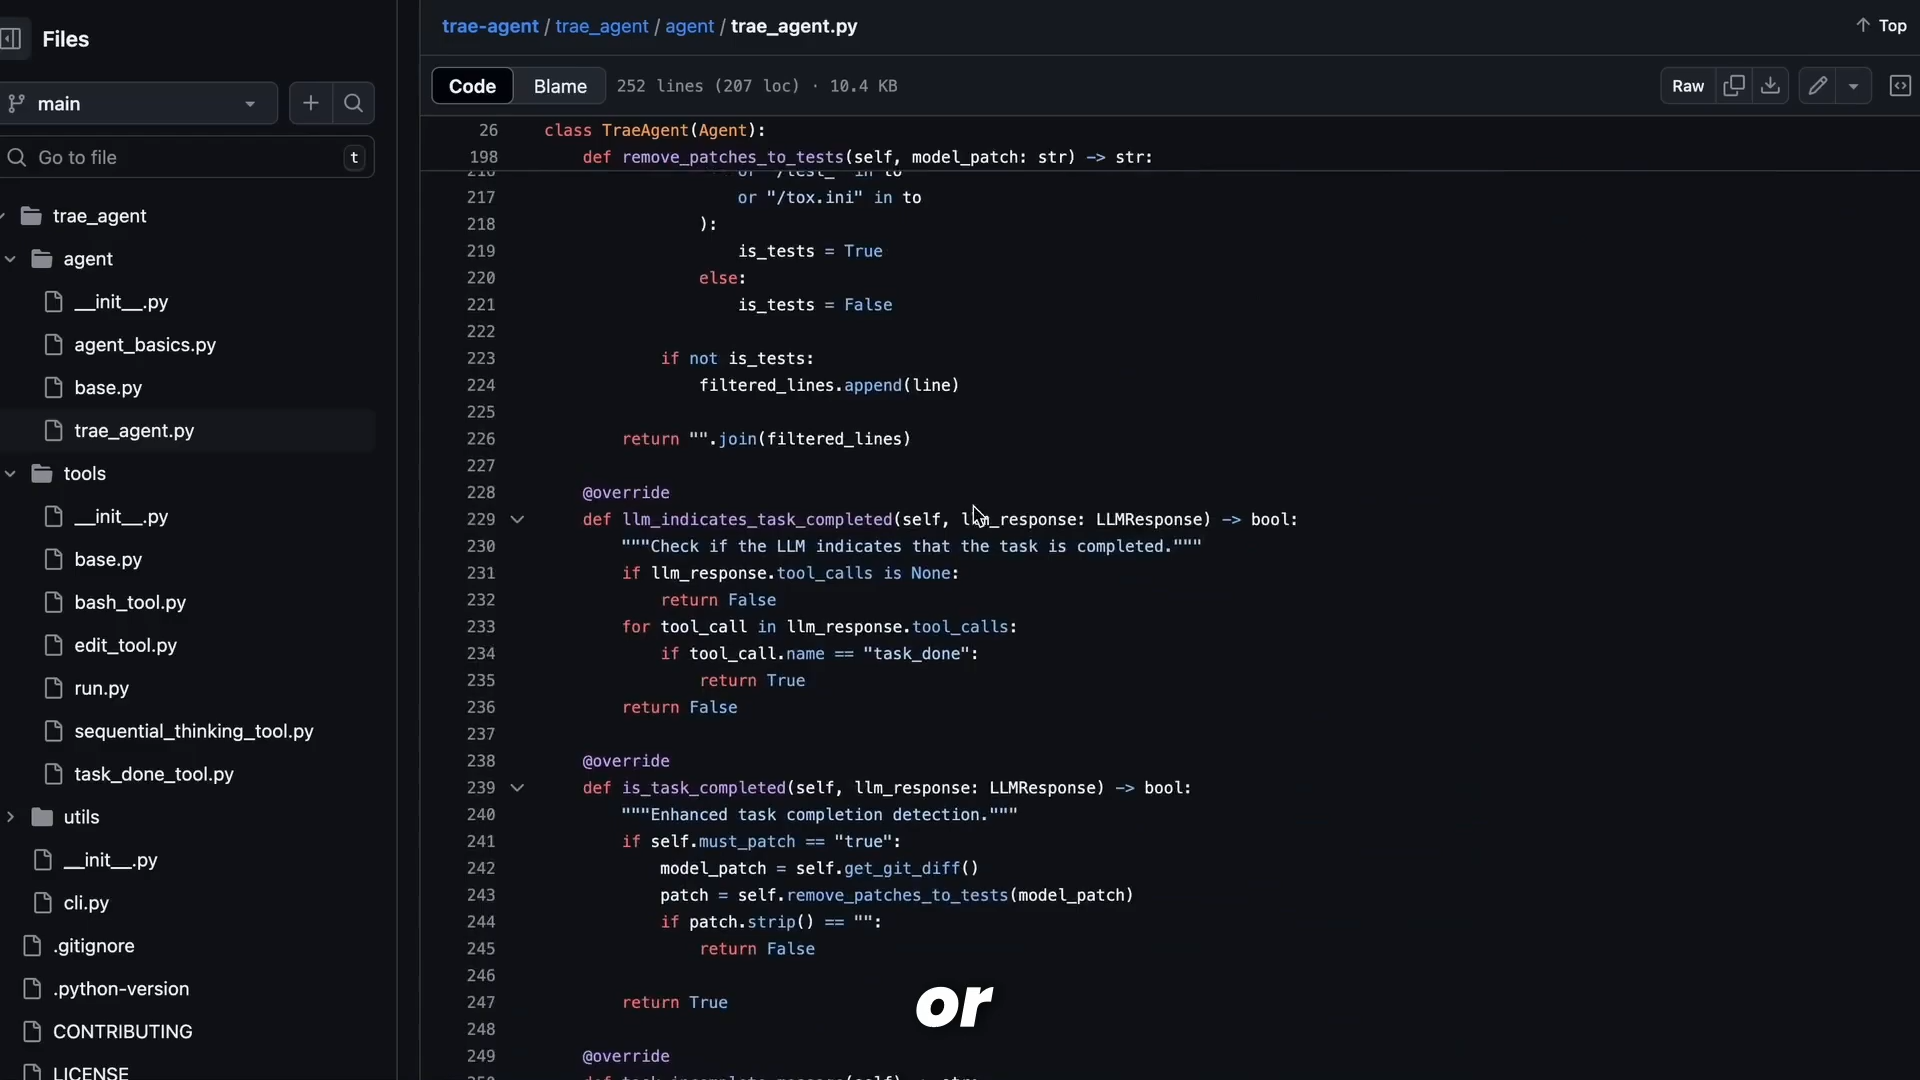 Files
main
Go to file
t
trae_agent
agent
__init__.py
agent_basics.py
base.py
trae_agent.py
tools
__init__.py
base.py
bash_tool.py
edit_tool.py
run.py
sequential_thinking_tool.py
task_done_tool.py
utils
__init__.py
cli.py
.gitignore
.python-version
CONTRIBUTING
LICENSE
trae-agent / trae_agent / agent / trae_agent.py
Top
Code Blame 252 lines (207 loc) · 10.4 KB
Raw
26 class TraeAgent(Agent):
198 def remove_patches_to_tests(self, model_patch: str) -> str:
216 or "/test_" in to
217 or "/tox.ini" in to
218 ):
219 is_tests = True
220 else:
221 is_tests = False
222
223 if not is_tests:
224 filtered_lines.append(line)
225
226 return "".join(filtered_lines)
227
228 @override
229 def llm_indicates_task_completed(self, llm_response: LLMResponse) -> bool:
230 """Check if the LLM indicates that the task is completed."""
231 if llm_response.tool_calls is None:
232 return False
233 for tool_call in llm_response.tool_calls:
234 if tool_call.name == "task_done":
235 return True
236 return False
237
238 @override
239 def is_task_completed(self, llm_response: LLMResponse) -> bool:
240 """Enhanced task completion detection."""
241 if self.must_patch == "true":
242 model_patch = self.get_git_diff()
243 patch = self.remove_patches_to_tests(model_patch)
244 if patch.strip() == "":
245 return False
246
247 return True
248
249 @override
or